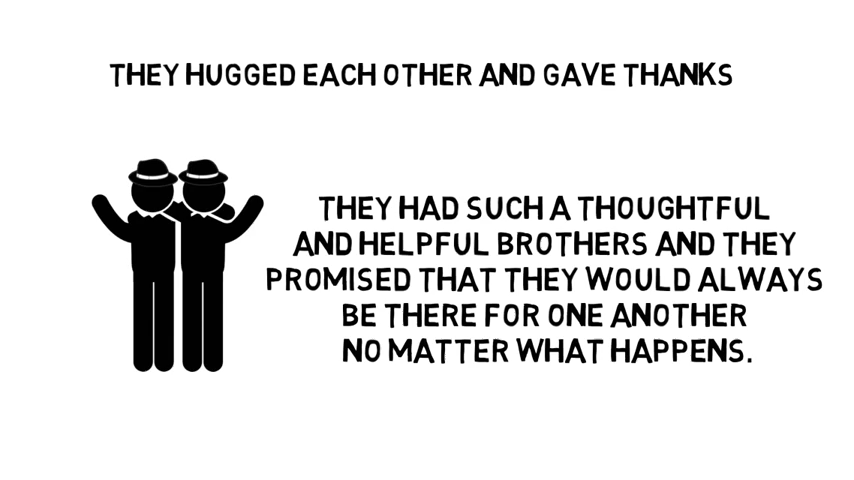 THEY HUGGED EACH OTHER AND GAVE THANKS
THEY HAD SUCH A THOUGHTFUL
AND HELPFUL BROTHERS AND THEY
PROMISED THAT THEY WOULD ALWAYS
BE THERE FOR ONE ANOTHER
NO MATTER WHAT HAPPENS.